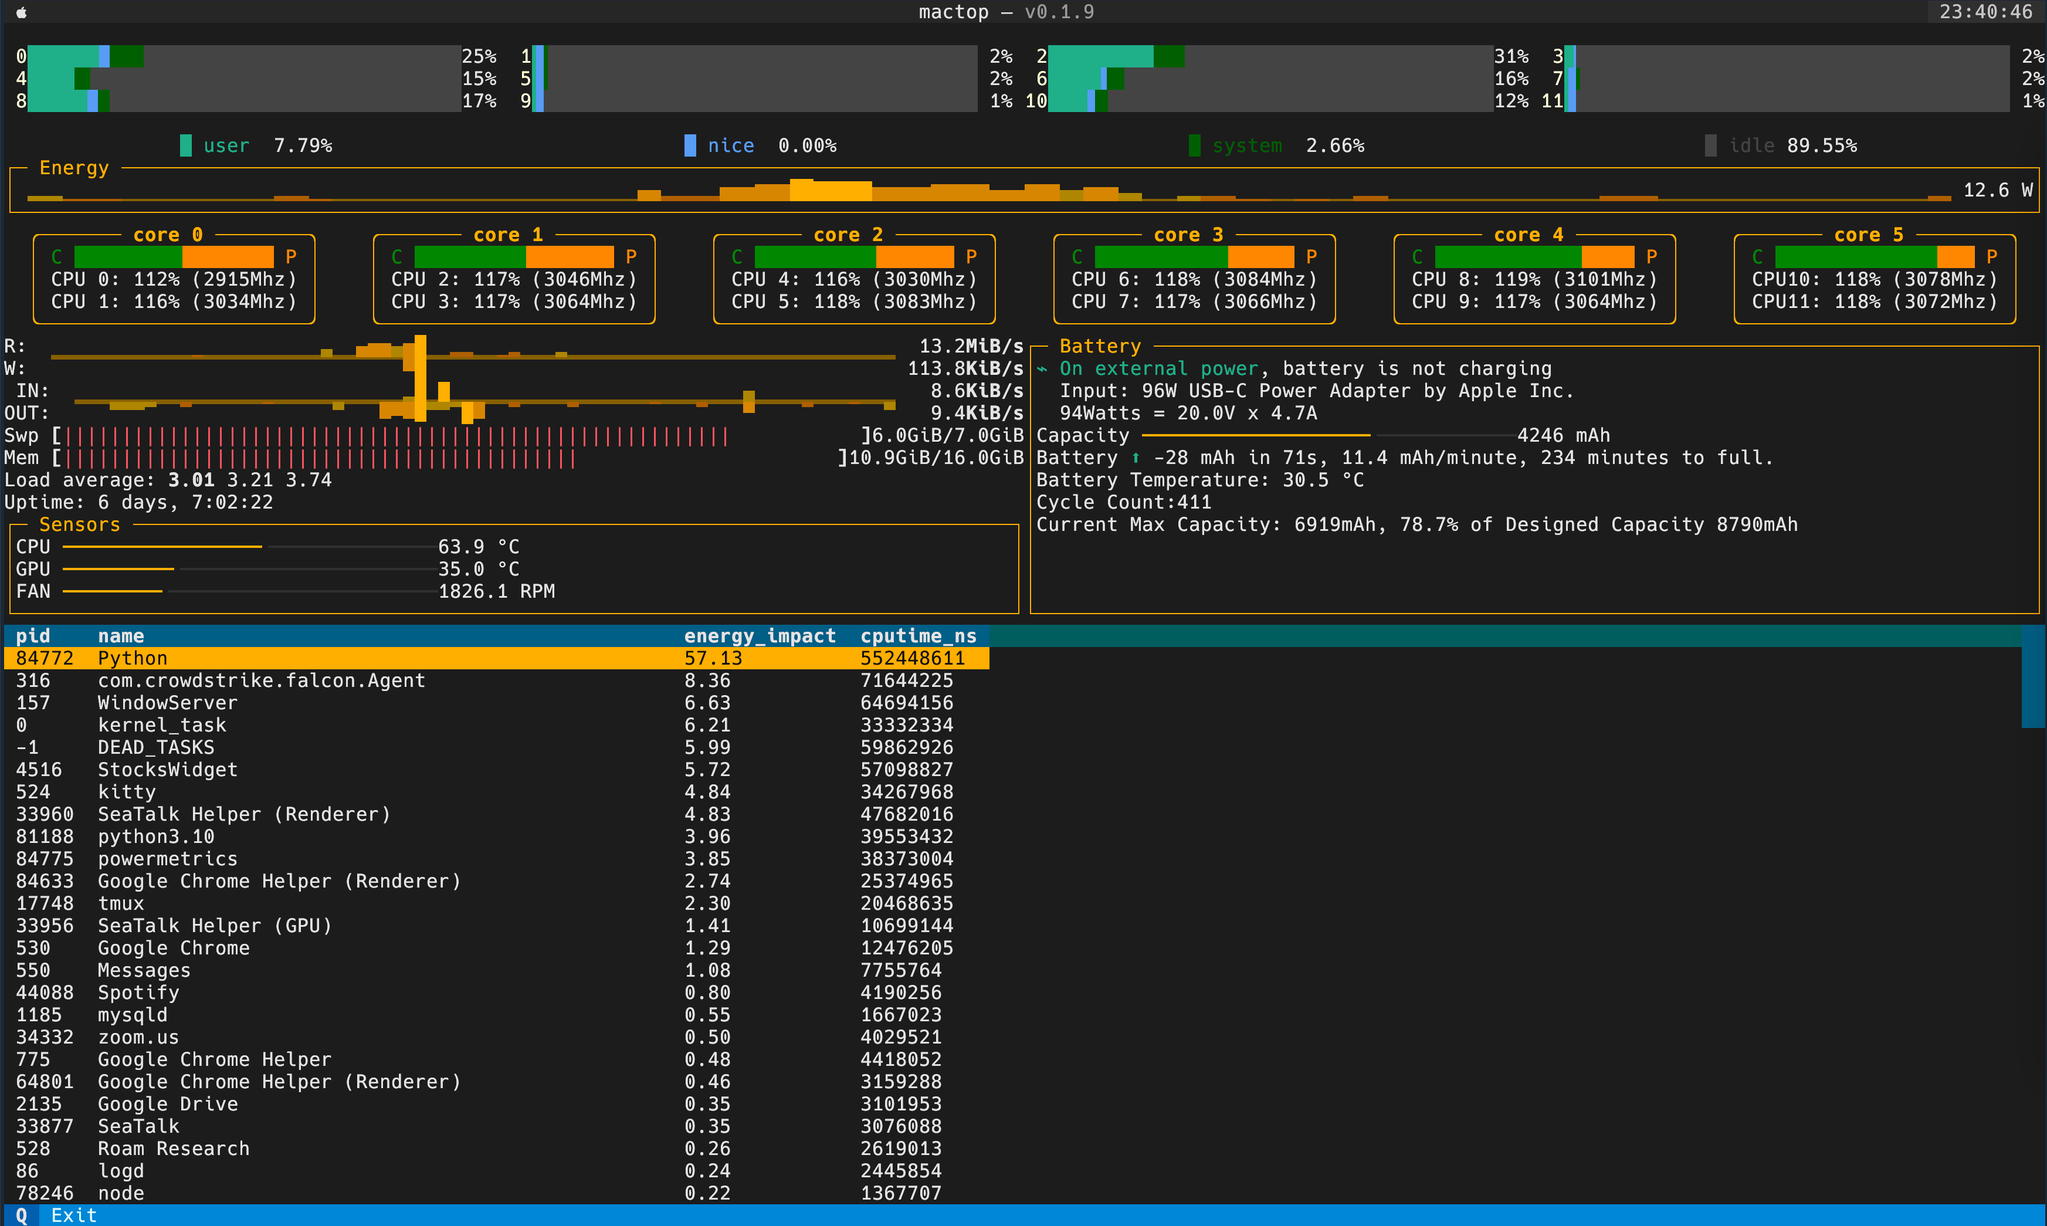 mactop — v0.1.9 23:40:46
0 25% 1 2% 2 31% 3 2%
4 15% 5 2% 6 16% 7 2%
8 17% 9 1% 10 12% 11 1%
user 7.79% nice 0.00% system 2.66% idle 89.55%
Energy
12.6 W
core 0 core 1 core 2 core 3 core 4 core 5
C P C P C P C P C P C P
CPU 0: 112% (2915Mhz) CPU 2: 117% (3046Mhz) CPU 4: 116% (3030Mhz) CPU 6: 118% (3084Mhz) CPU 8: 119% (3101Mhz) CPU10: 118% (3078Mhz)
CPU 1: 116% (3034Mhz) CPU 3: 117% (3064Mhz) CPU 5: 118% (3083Mhz) CPU 7: 117% (3066Mhz) CPU 9: 117% (3064Mhz) CPU11: 118% (3072Mhz)
R: 13.2MiB/s
W: 113.8KiB/s
IN: 8.6KiB/s
OUT: 9.4KiB/s
Swp [ ]6.0GiB/7.0GiB
Mem [ ]10.9GiB/16.0GiB
Load average: 3.01 3.21 3.74
Uptime: 6 days, 7:02:22
Battery
On external power, battery is not charging
Input: 96W USB-C Power Adapter by Apple Inc.
94Watts = 20.0V x 4.7A
Capacity 4246 mAh
Battery ⬆ -28 mAh in 71s, 11.4 mAh/minute, 234 minutes to full.
Battery Temperature: 30.5 °C
Cycle Count:411
Current Max Capacity: 6919mAh, 78.7% of Designed Capacity 8790mAh
Sensors
CPU 63.9 °C
GPU 35.0 °C
FAN 1826.1 RPM
pid name energy_impact cputime_ns
84772 Python 57.13 552448611
316 com.crowdstrike.falcon.Agent 8.36 71644225
157 WindowServer 6.63 64694156
0 kernel_task 6.21 33332334
-1 DEAD_TASKS 5.99 59862926
4516 StocksWidget 5.72 57098827
524 kitty 4.84 34267968
33960 SeaTalk Helper (Renderer) 4.83 47682016
81188 python3.10 3.96 39553432
84775 powermetrics 3.85 38373004
84633 Google Chrome Helper (Renderer) 2.74 25374965
17748 tmux 2.30 20468635
33956 SeaTalk Helper (GPU) 1.41 10699144
530 Google Chrome 1.29 12476205
550 Messages 1.08 7755764
44088 Spotify 0.80 4190256
1185 mysqld 0.55 1667023
34332 zoom.us 0.50 4029521
775 Google Chrome Helper 0.48 4418052
64801 Google Chrome Helper (Renderer) 0.46 3159288
2135 Google Drive 0.35 3101953
33877 SeaTalk 0.35 3076088
528 Roam Research 0.26 2619013
86 logd 0.24 2445854
78246 node 0.22 1367707
Q Exit